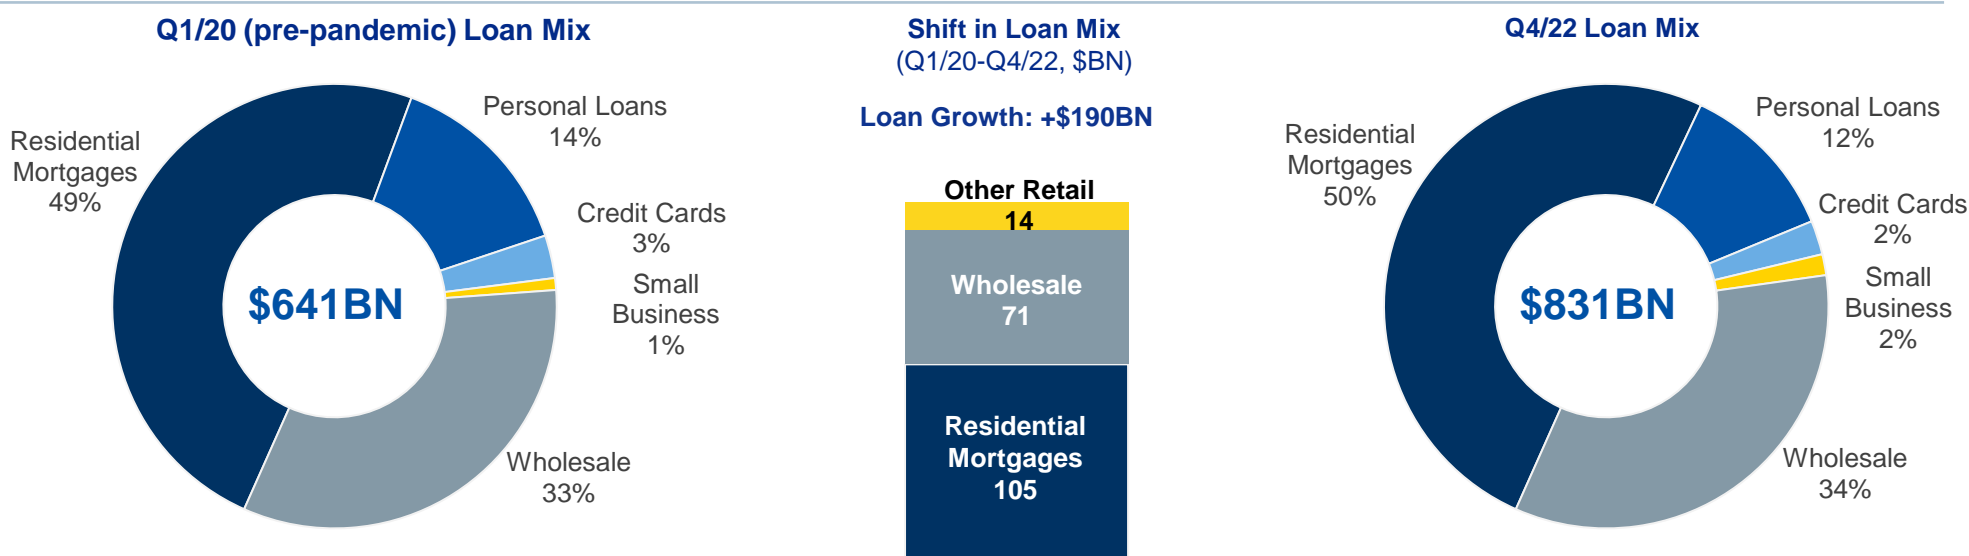 Q1/20 (pre-pandemic) Loan Mix
Residential
Mortgages
49%
Personal Loans
14%
Credit Cards
3%
Small
Business
1%
Wholesale
33%
$641BN
Shift in Loan Mix
(Q1/20-Q4/22, $BN)
Loan Growth: +$190BN
Other Retail
14
Wholesale
71
Residential
Mortgages
105
Q4/22 Loan Mix
Residential
Mortgages
50%
Personal Loans
12%
Credit Cards
2%
Small
Business
2%
Wholesale
34%
$831BN